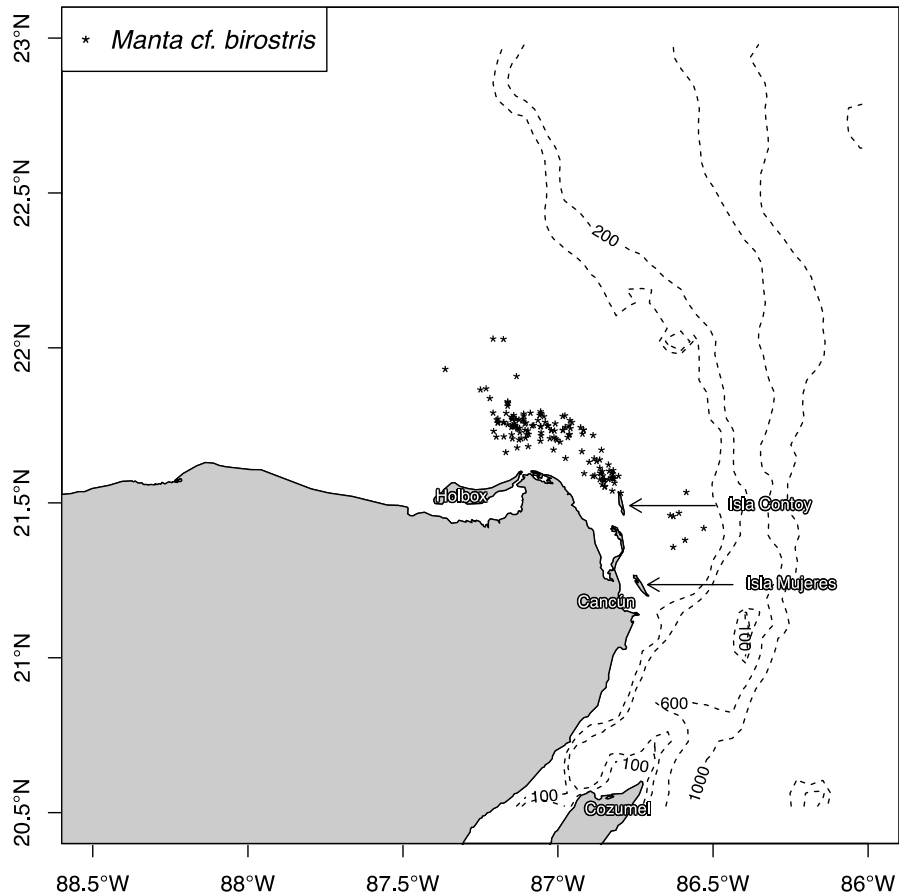 * Manta cf. birostris
23°N
22.5°N
22°N
21.5°N
21°N
20.5°N
200
Holbox
Isla Contoy
Isla Mujeres
Cancún
100
600
100
1000
100
Cozumel
88.5°W
88°W
87.5°W
87°W
86.5°W
86°W